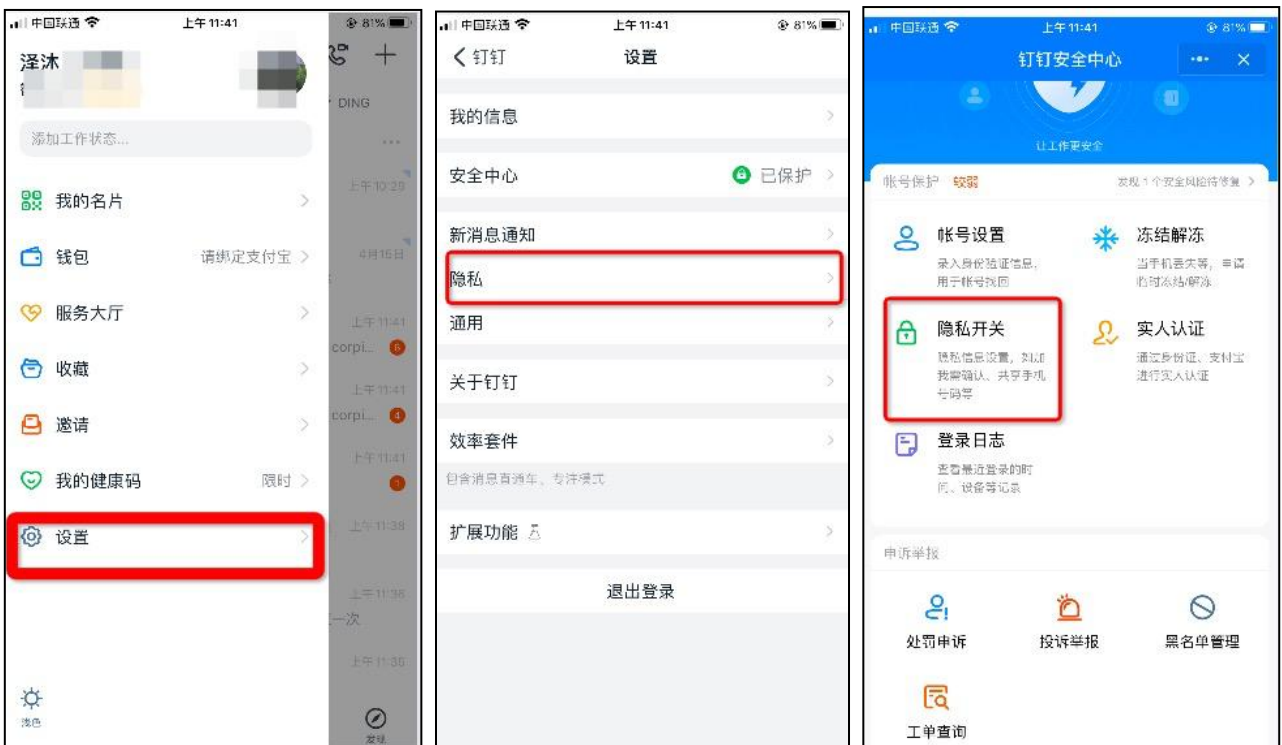 中国联通
上午11:41
81%
泽沐
DING
添加工作状态...
上午10:29
我的名片
钱包
请绑定支付宝
4月15日
服务大厅
上午11:41
corpi...
6
收藏
上午11:41
corpi...
4
邀请
上午11:41
我的健康码
限时
上午11:38
设置
上午11:36
一次
浅色
发现
中国联通
上午11:41
81%
钉钉
设置
我的信息
安全中心
已保护
新消息通知
隐私
通用
关于钉钉
效率套件
包含消息直通车、专注模式
扩展功能
退出登录
中国联通
上午11:41
81%
钉钉安全中心
让工作更安全
帐号保护
较弱
发现1个安全风险待修复
帐号设置
录入身份验证信息,
用于帐号找回
冻结解冻
当手机丢失等,申请
临时冻结/解冻
隐私开关
隐私信息设置,如加
我需确认、共享手机
号码等
实人认证
通过身份证、支付宝
进行实人认证
登录日志
查看最近登录的时
间、设备等记录
申诉举报
处罚申诉
投诉举报
黑名单管理
工单查询